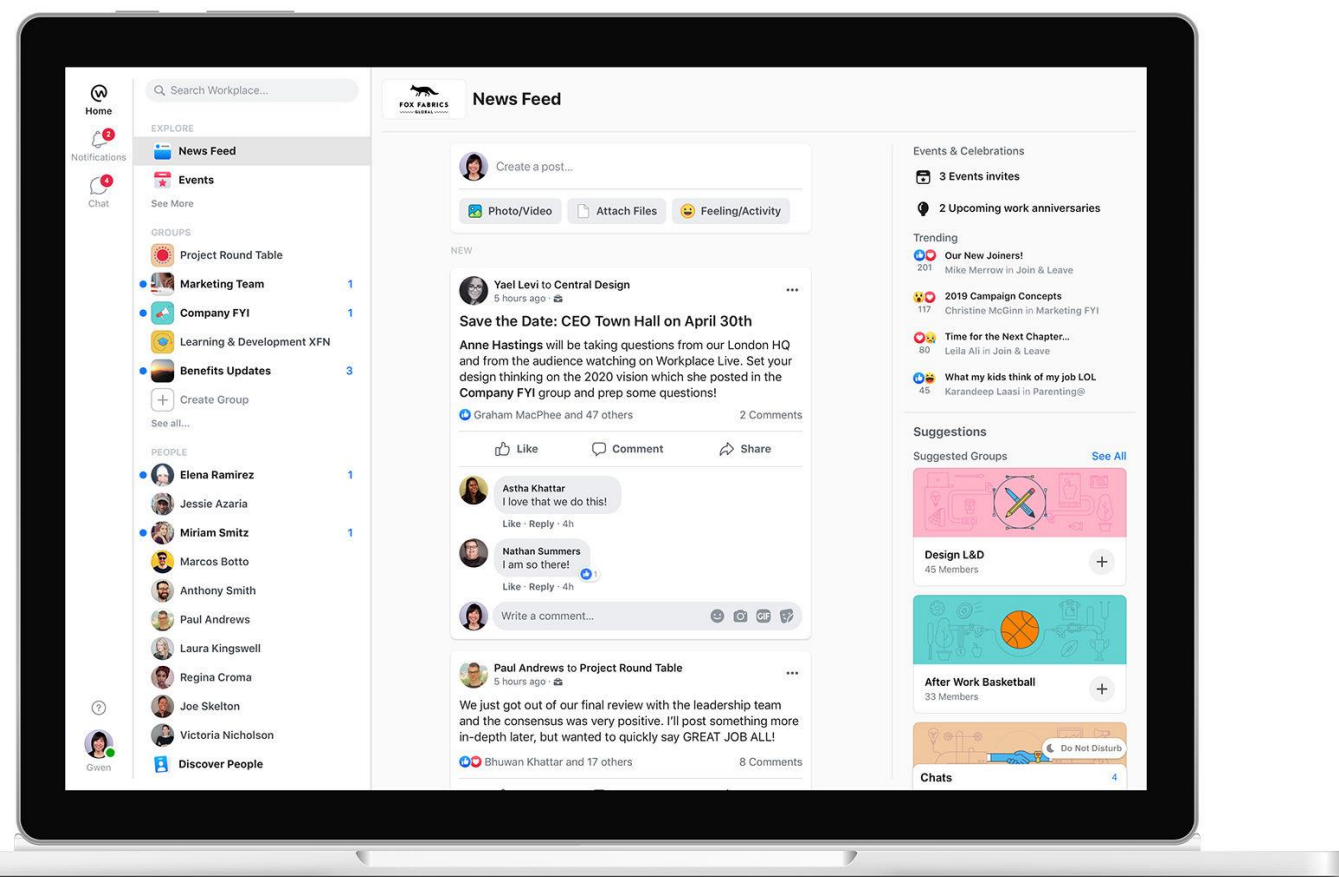 Home
2
Notifications
4
Chat
?
Gwen
Search Workplace...
EXPLORE
News Feed
Events
See More
GROUPS
Project Round Table
Marketing Team 1
Company FYI 1
Learning & Development XFN
Benefits Updates 3
Create Group
See all...
PEOPLE
Elena Ramirez 1
Jessie Azaria
Miriam Smitz 1
Marcos Botto
Anthony Smith
Paul Andrews
Laura Kingswell
Regina Croma
Joe Skelton
Victoria Nicholson
Discover People
FOX FABRICS
GLOBAL
News Feed
Create a post...
Photo/Video Attach Files Feeling/Activity
NEW
Yael Levi to Central Design
5 hours ago ·
Save the Date: CEO Town Hall on April 30th
Anne Hastings will be taking questions from our London HQ
and from the audience watching on Workplace Live. Set your
design thinking on the 2020 vision which she posted in the
Company FYI group and prep some questions!
Graham MacPhee and 47 others 2 Comments
Like Comment Share
Astha Khattar
I love that we do this!
Like · Reply · 4h
Nathan Summers
I am so there!
1
Like · Reply · 4h
Write a comment... GIF
Paul Andrews to Project Round Table
5 hours ago ·
We just got out of our final review with the leadership team
and the consensus was very positive. I'll post something more
in-depth later, but wanted to quickly say GREAT JOB ALL!
Bhuwan Khattar and 17 others 8 Comments
Events & Celebrations
3 Events invites
2 Upcoming work anniversaries
Trending
Our New Joiners!
201 Mike Merrow in Join & Leave
2019 Campaign Concepts
117 Christine McGinn in Marketing FYI
Time for the Next Chapter...
80 Leila Ali in Join & Leave
What my kids think of my job LOL
45 Karandeep Laasi in Parenting@
Suggestions
Suggested Groups See All
Design L&D
45 Members
After Work Basketball
33 Members
Do Not Disturb
Chats 4